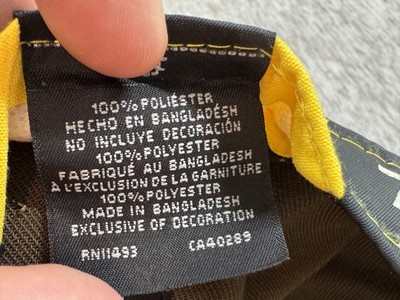 100% POLIÉSTER
HECHO EN BANGLADÉSH
NO INCLUYE DECORACIÓN
100% POLYESTER
FABRIQUÉ AU BANGLADESH
À L'EXCLUSION DE LA GARNITURE
100% POLYESTER
MADE IN BANGLADESH
EXCLUSIVE OF DECORATION
RN11493 CA40289